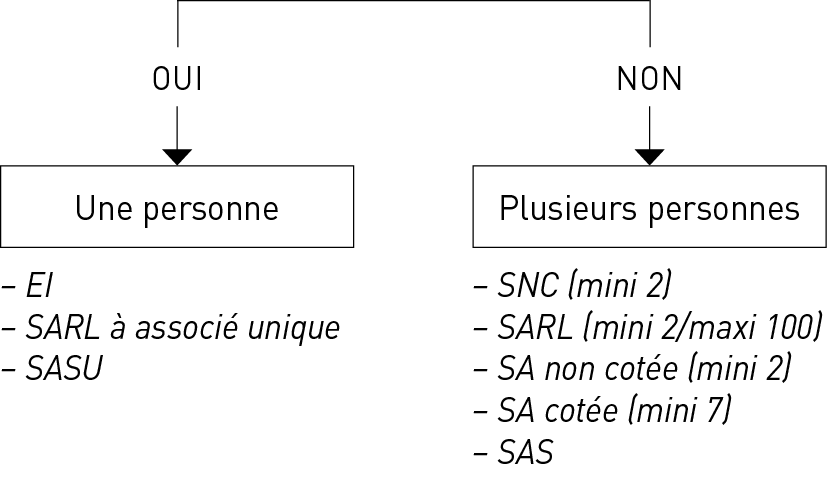 OUI
NON
Une personne
Plusieurs personnes
– EI
– SARL à associé unique
– SASU
– SNC (mini 2)
– SARL (mini 2/maxi 100)
– SA non cotée (mini 2)
– SA cotée (mini 7)
– SAS